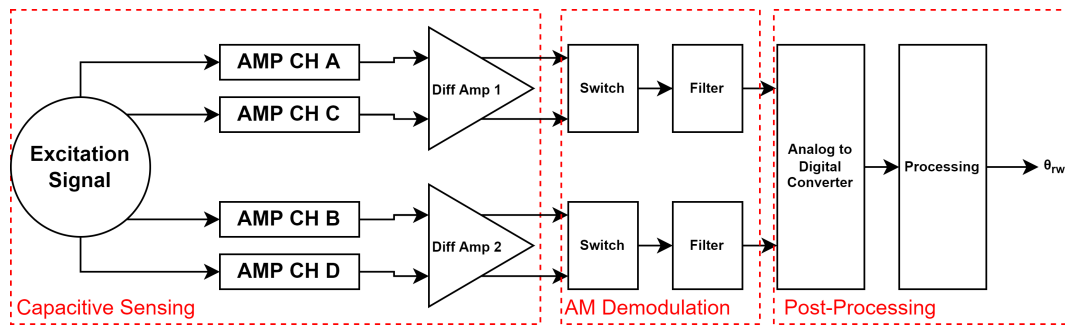 Excitation
Signal
AMP CH A
AMP CH C
AMP CH B
AMP CH D
Diff Amp 1
Diff Amp 2
Capacitive Sensing
Switch
Filter
Switch
Filter
AM Demodulation
Analog to
Digital
Converter
Processing
θrw
Post-Processing